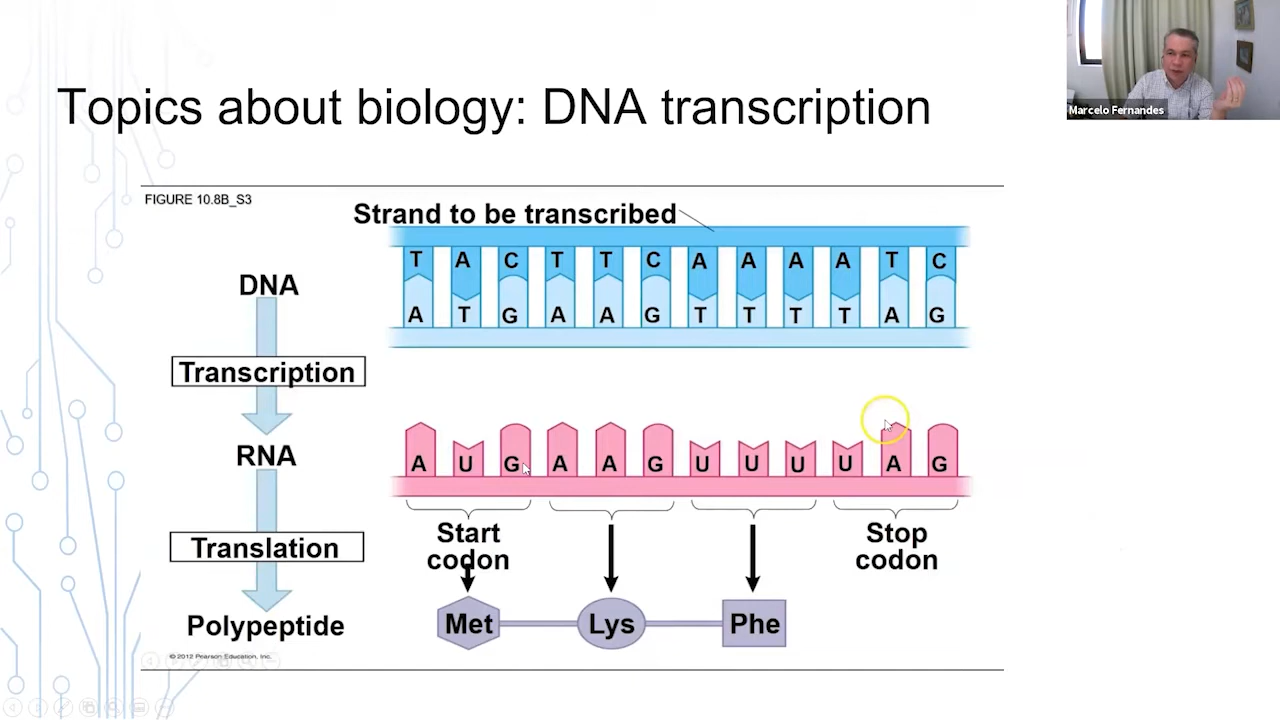 Marcelo Fernandes
Topics about biology: DNA transcription
FIGURE 10.8B_S3
Strand to be transcribed
T A C T T C A A A A T C
DNA
A T G A A G T T T T A G
Transcription
RNA
A U G A A G U U U U A G
Start
codon
Stop
codon
Translation
Polypeptide
Met
Lys
Phe
© 2012 Pearson Education, Inc.